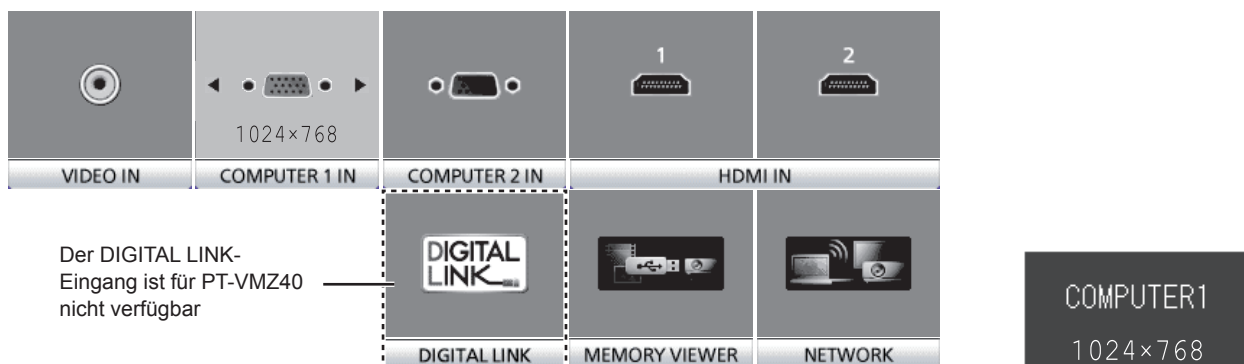 1
2
1024×768
VIDEO IN
COMPUTER 1 IN
COMPUTER 2 IN
HDMI IN
Der DIGITAL LINK-
Eingang ist für PT-VMZ40
nicht verfügbar
DIGITAL
LINK
DIGITAL LINK
MEMORY VIEWER
NETWORK
COMPUTER1
1024×768